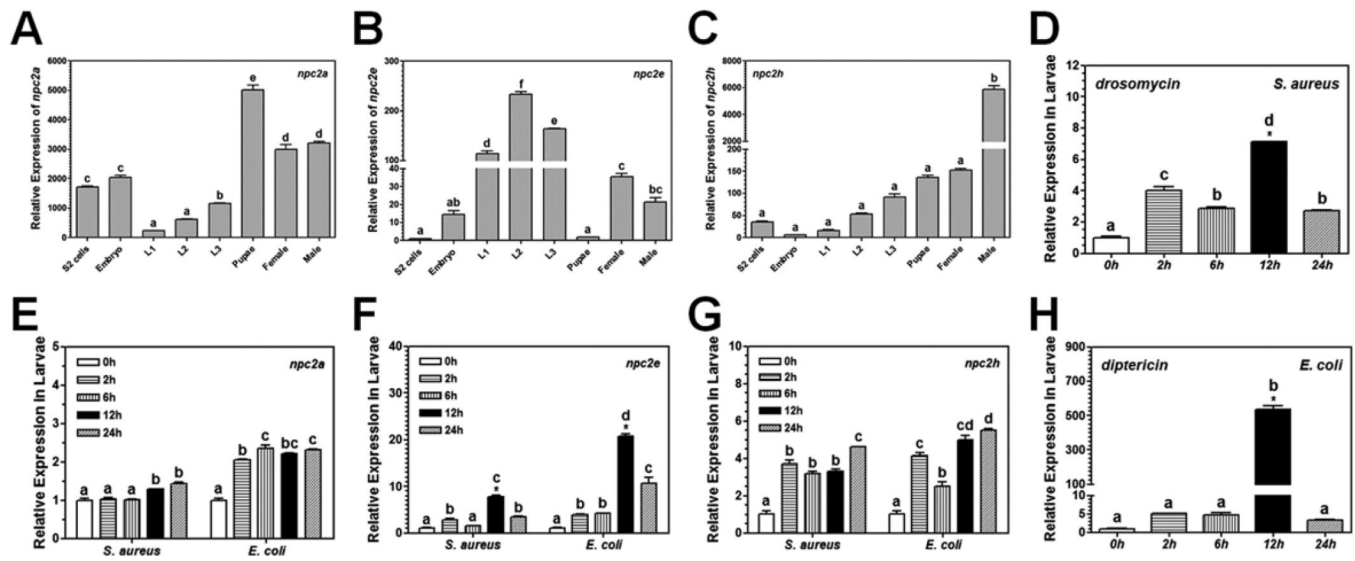 A
Relative Expression of npc2a
6000
5000
4000
3000
2000
1000
0
npc2a
c
c
a
a
b
e
d
d
S2 cells
Embryo
L1
L2
L3
Pupae
Female
Male
B
Relative Expression of npc2e
300
200
100
40
30
20
10
0
npc2e
a
ab
d
f
e
a
c
bc
S2 cells
Embryo
L1
L2
L3
Pupae
Female
Male
C
Relative Expression of npc2h
8000
6000
4000
2000
200
150
100
50
0
npc2h
a
a
a
a
a
a
a
b
S2 cells
Embryo
L1
L2
L3
Pupae
Female
Male
D
Relative Expression in Larvae
12
10
8
6
4
2
0
drosomycin
S. aureus
a
c
b
d
*
b
0h
2h
6h
12h
24h
E
Relative Expression in Larvae
5
4
3
2
1
0
0h
2h
6h
12h
24h
npc2a
a
a
a
b
b
a
b
c
bc
c
S. aureus
E. coli
F
Relative Expression in Larvae
40
30
20
10
0
0h
2h
6h
12h
24h
npc2e
a
b
a
c
*
b
a
b
b
d
*
c
S. aureus
E. coli
G
Relative Expression in Larvae
10
8
6
4
2
0
0h
2h
6h
12h
24h
npc2h
a
b
b
b
c
a
c
b
cd
d
S. aureus
E. coli
H
Relative Expression in Larvae
900
700
500
300
100
10
5
0
diptericin
E. coli
a
a
a
b
*
a
0h
2h
6h
12h
24h